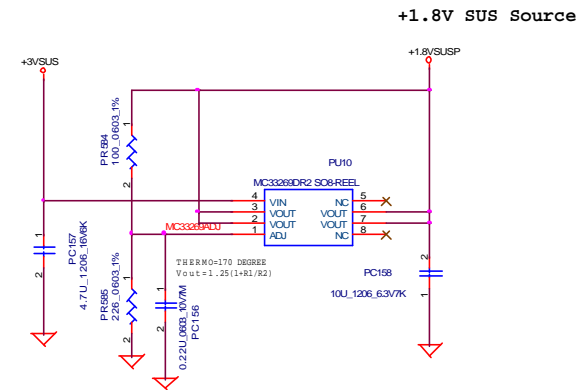 +1.8V SUS Source
+3VSUS
+1.8VSUSP
1
PR584
100_0603_1%
2
PU10
MC33269DR2 SO8-REEL
4 VIN NC 5
3 VOUT VOUT 6
2 VOUT VOUT 7
1 ADJ NC 8
MC33269ADJ
THERM0=170 DEGREE
Vout=1.25(1+R1/R2)
1
PC157
4.7U_1206_16V6K
2
1
PR585
226_0603_1%
2
1
0.22U_0603_10V7M
PC156
2
2
PC158
10U_1206_6.3V7K
1